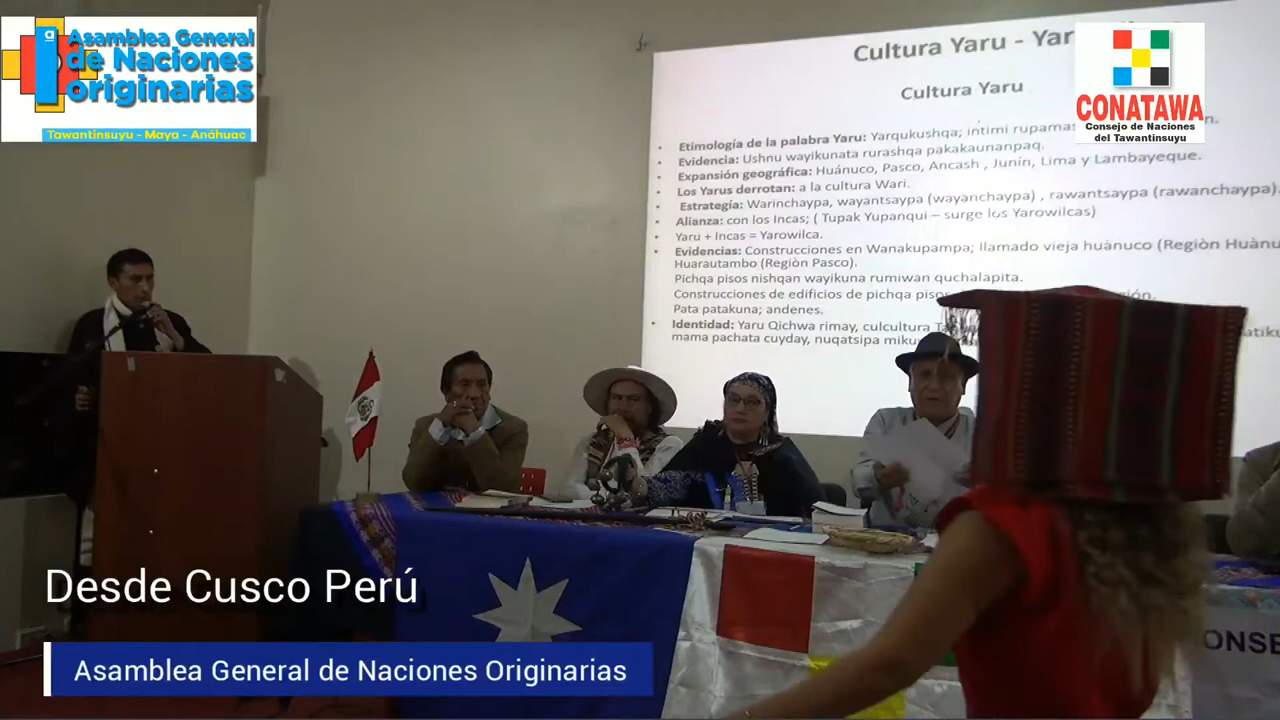 1ª Asamblea General
de Naciones
originarias
Tawantinsuyu - Maya - Anáhuac
CONATAWA
Consejo de Naciones
del Tawantinsuyu
Cultura Yaru - Yar
Cultura Yaru
Etimología de la palabra Yaru: Yarqukushqa; intimi rupamas
Evidencia: Ushnu wayikunata rurashqa pakakaunanpaq.
Expansión geográfica: Huánuco, Pasco, Ancash , Junín, Lima y Lambayeque.
Los Yarus derrotan: a la cultura Wari.
Estrategía: Warinchaypa, wayantsaypa (wayanchaypa) , rawantsaypa (rawanchaypa).
Alianza: con los Incas; ( Tupak Yupanqui – surge los Yarowilcas)
Yaru + Incas = Yarowilca.
Evidencias: Construcciones en Wanakupampa; llamado vieja huànuco (Regiòn Huànu
Huarautambo (Regiòn Pasco).
Pichqa pisos nishqan wayikuna rumiwan quchalapita.
Construcciones de edificios de pichqa pisos
Pata patakuna; andenes.
Identidad: Yaru Qichwa rimay, culcultura
mama pachata cuyday, nuqatsipa
Desde Cusco Perú
Asamblea General de Naciones Originarias
ONSE